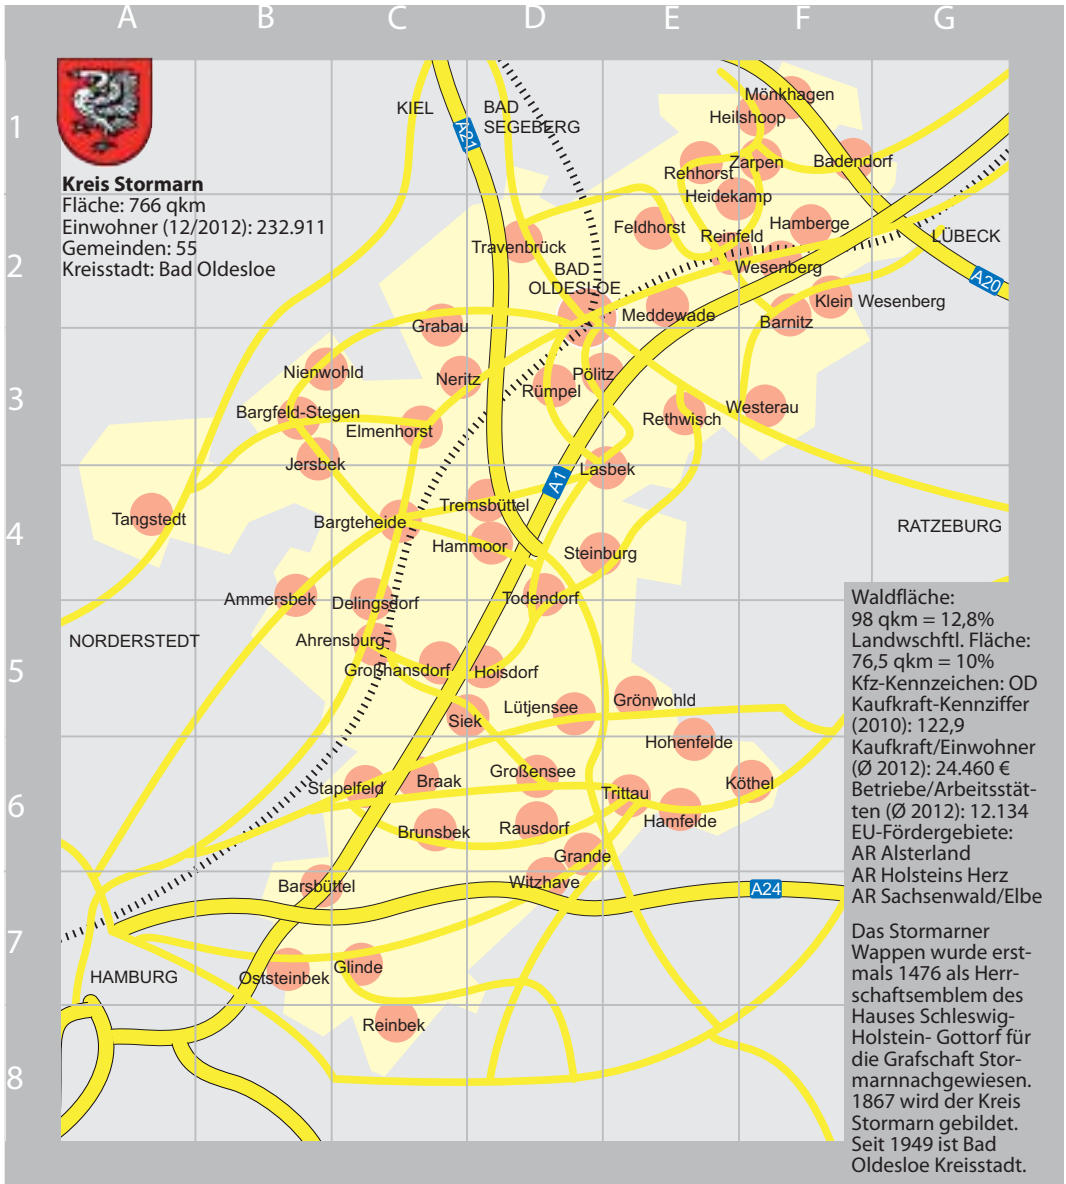 A B C D E F G
1
2
3
4
5
6
7
8
Kreis Stormarn
Fläche: 766 qkm
Einwohner (12/2012): 232.911
Gemeinden: 55
Kreisstadt: Bad Oldesloe
KIEL
BAD
SEGEBERG
A21
Mönkhagen
Heilshoop
Rehhorst
Zarpen
Badendorf
Heidekamp
Feldhorst
Reinfeld
Hamberge
LÜBECK
Travenbrück
BAD
OLDESLOE
Wesenberg
A20
Klein Wesenberg
Grabau
Meddewade
Barnitz
Nienwohld
Neritz
Rümpel
Pölitz
Bargfeld-Stegen
Elmenhorst
Rethwisch
Westerau
Jersbek
Lasbek
A1
Tangstedt
Bargteheide
Tremsbüttel
Hammoor
Steinburg
RATZEBURG
Ammersbek
Delingsdorf
Todendorf
NORDERSTEDT
Ahrensburg
Großhansdorf
Hoisdorf
Siek
Lütjensee
Grönwohld
Hohenfelde
Stapelfeld
Braak
Großensee
Trittau
Köthel
Brunsbek
Rausdorf
Hamfelde
Grande
Barsbüttel
Witzhave
A24
HAMBURG
Oststeinbek
Glinde
Reinbek
Waldfläche:
98 qkm = 12,8%
Landwschftl. Fläche:
76,5 qkm = 10%
Kfz-Kennzeichen: OD
Kaufkraft-Kennziffer
(2010): 122,9
Kaufkraft/Einwohner
(Ø 2012): 24.460 €
Betriebe/Arbeitsstät-
ten (Ø 2012): 12.134
EU-Fördergebiete:
AR Alsterland
AR Holsteins Herz
AR Sachsenwald/Elbe
Das Stormarner
Wappen wurde erst-
mals 1476 als Herr-
schaftsemblem des
Hauses Schleswig-
Holstein- Gottorf für
die Grafschaft Stor-
marnnachgewiesen.
1867 wird der Kreis
Stormarn gebildet.
Seit 1949 ist Bad
Oldesloe Kreisstadt.